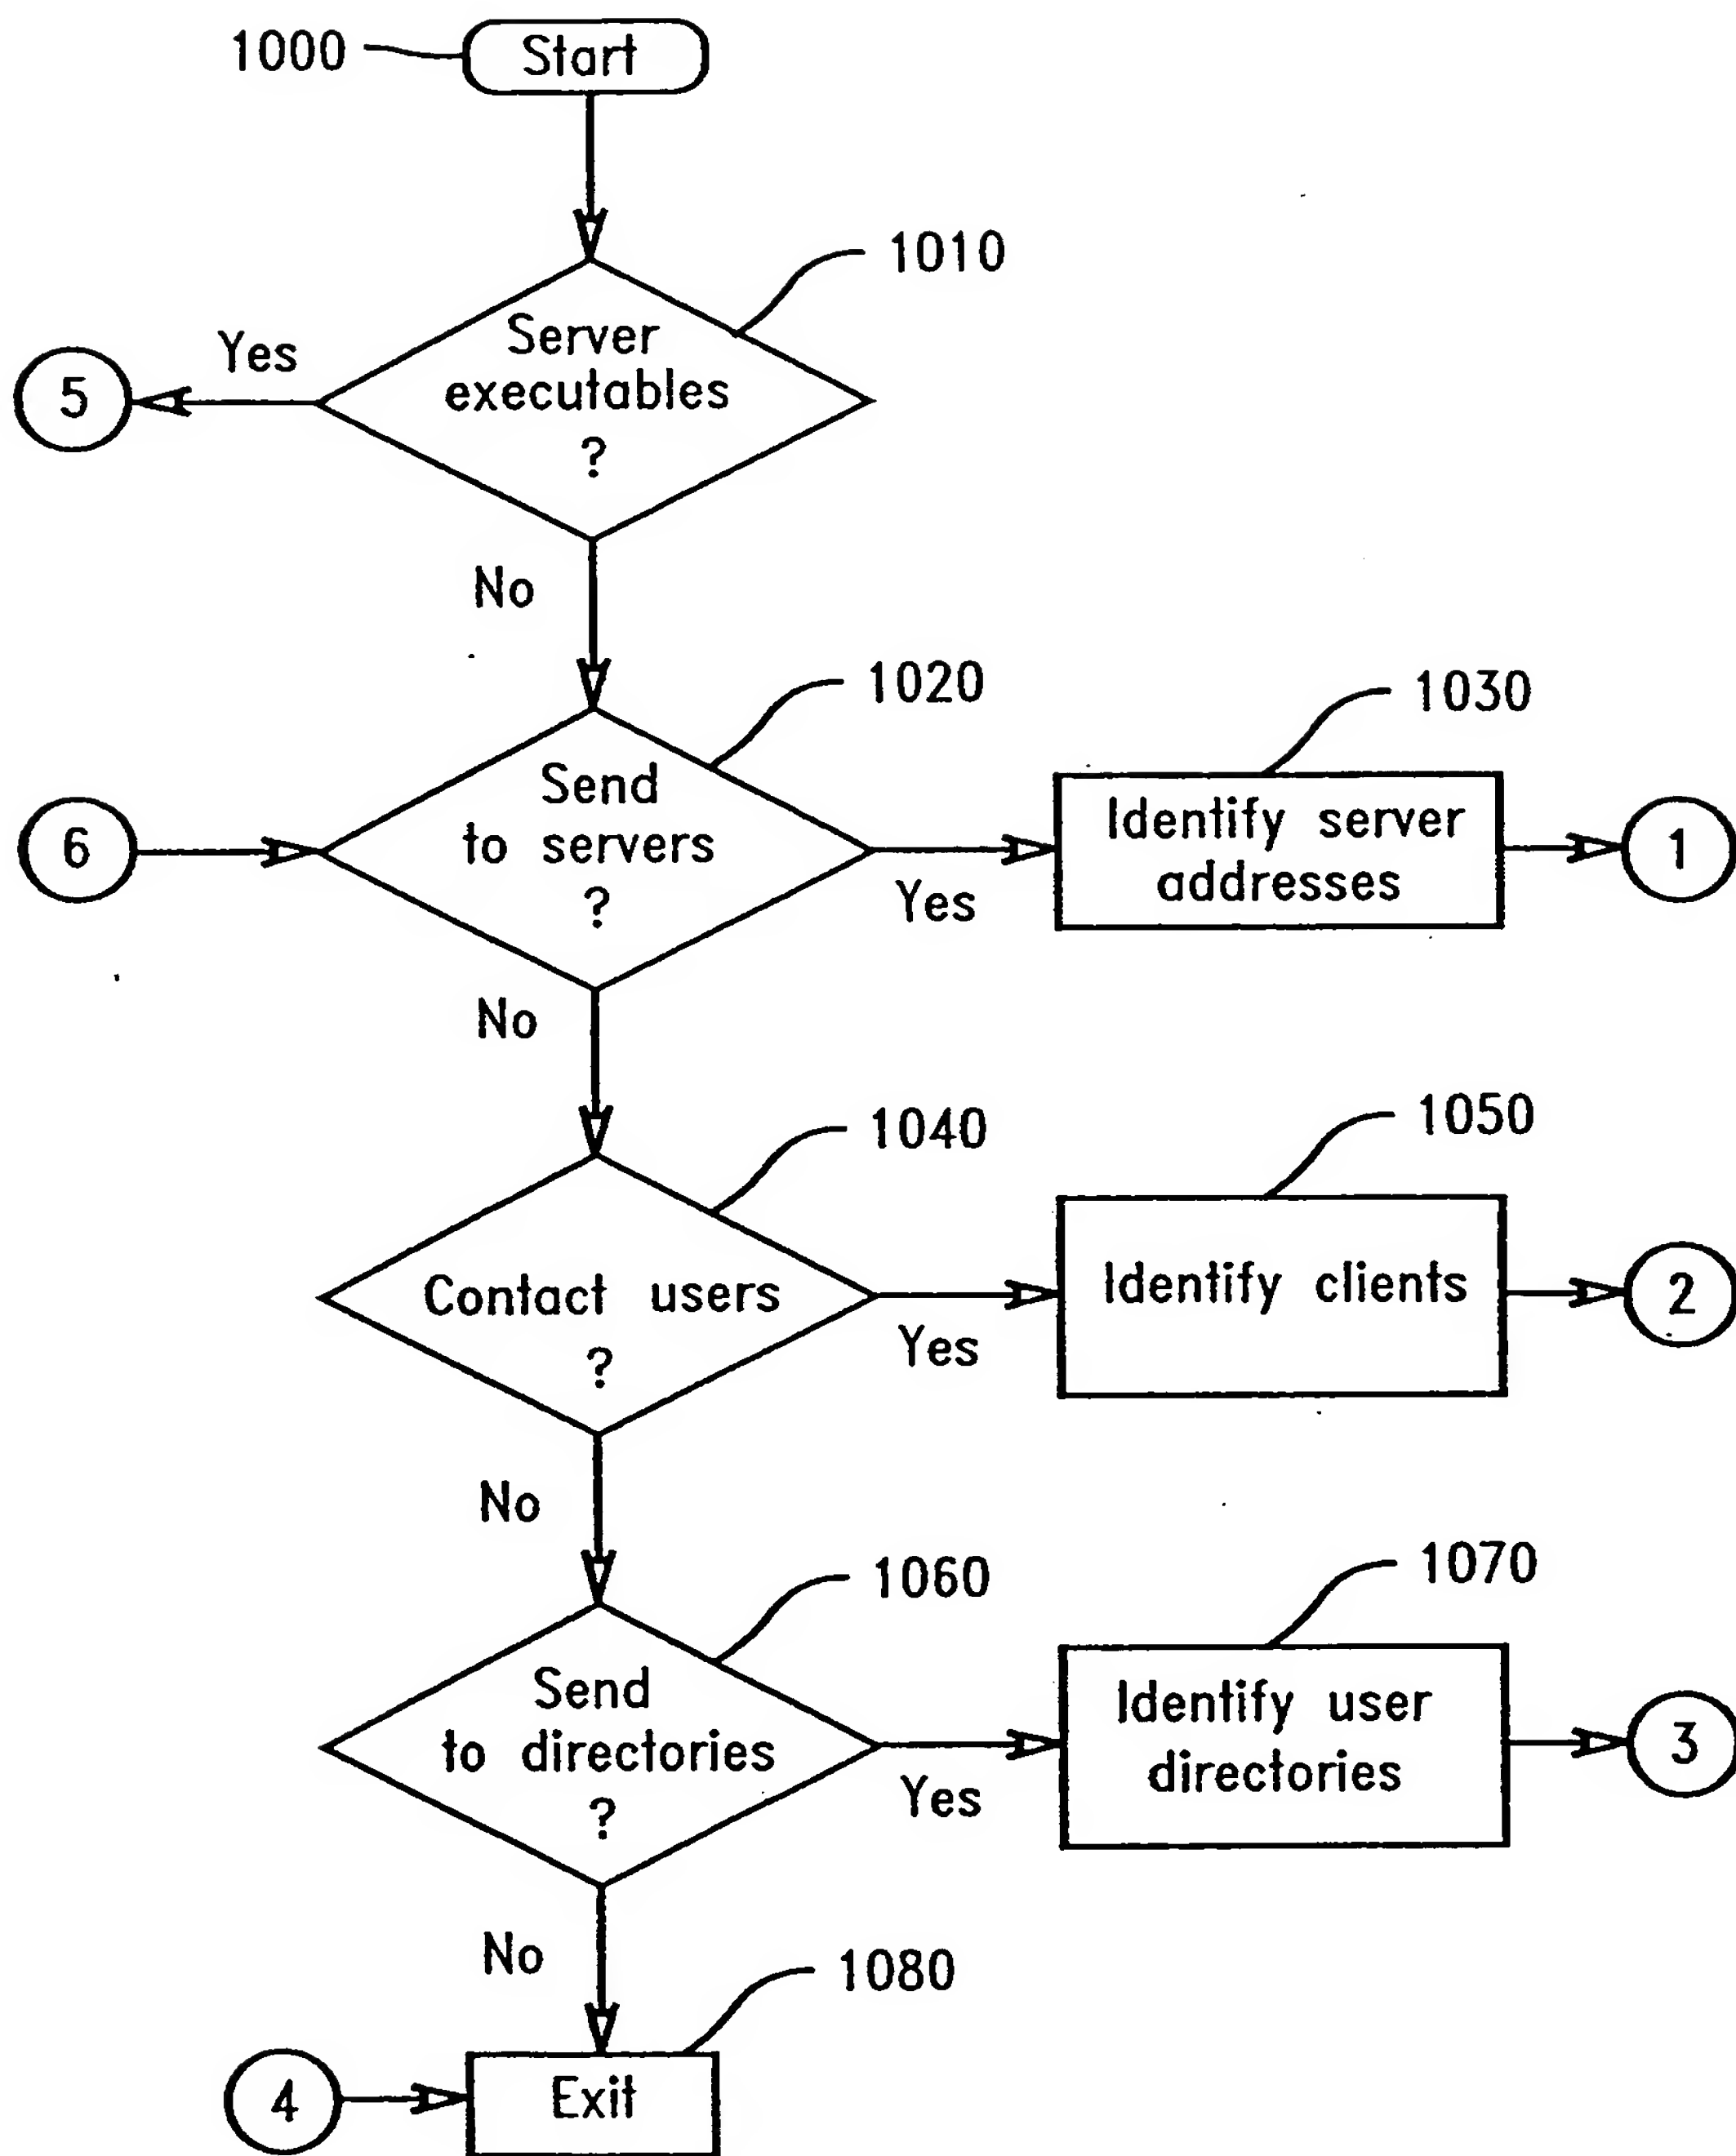 1000
Start
1010
Server
executables
?
Yes
5
No
1020
1030
Send
to servers
?
6
Yes
Identify server
addresses
1
No
1040
1050
Contact users
?
Yes
Identify clients
2
No
1060
1070
Send
to directories
?
Yes
Identify user
directories
3
No
1080
4
Exit